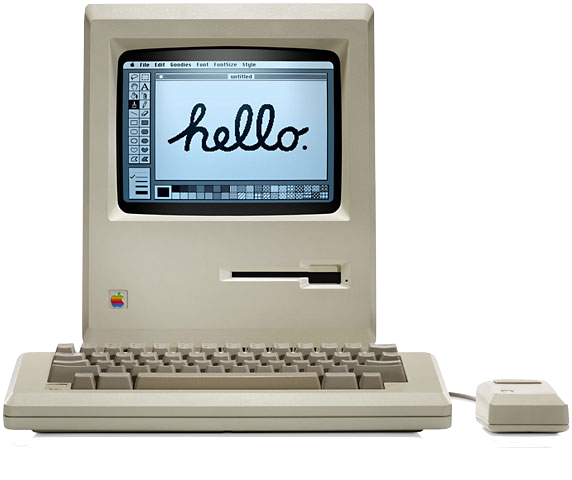 File Edit Goodies Font FontSize Style
untitled
hello.